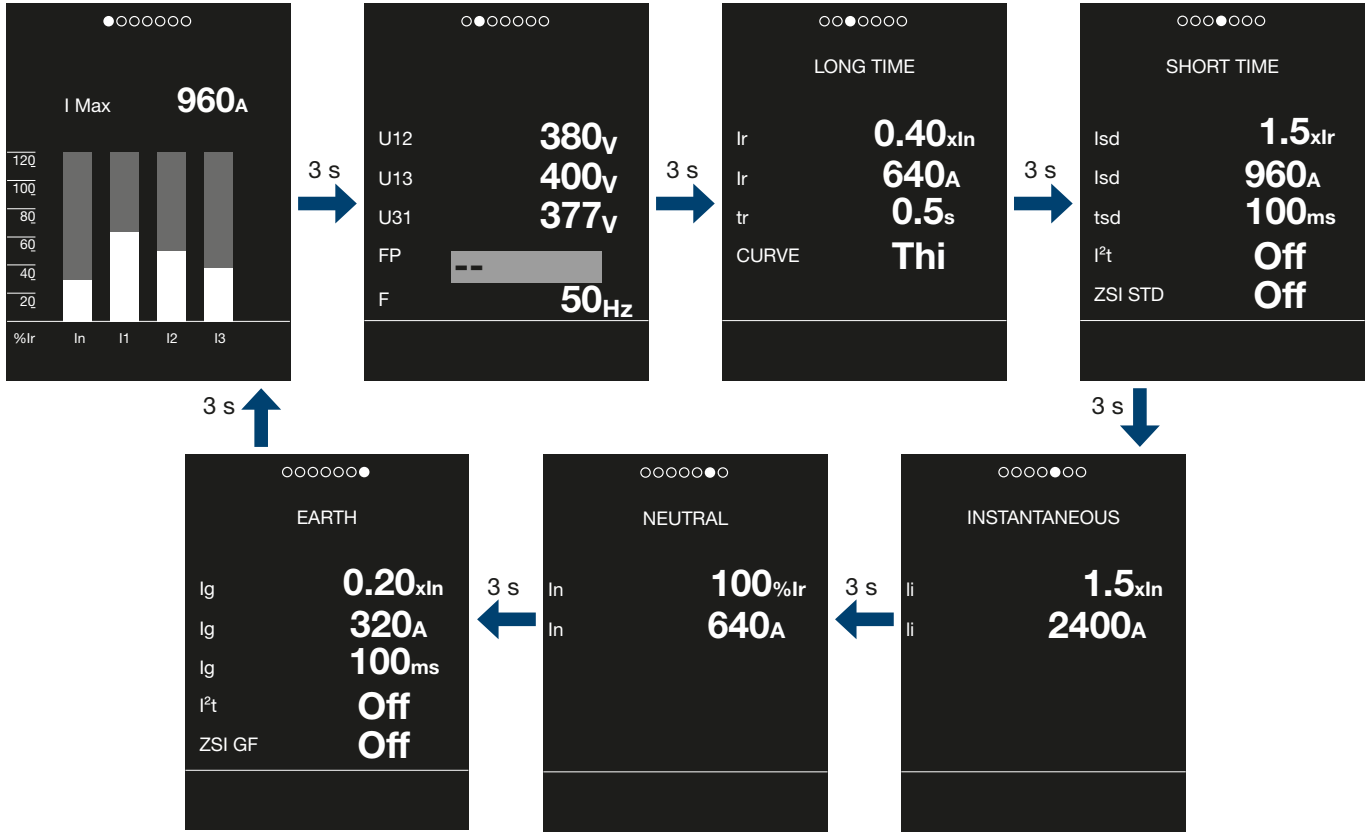 I Max 960A
120
100
80
60
40
20
%Ir In I1 I2 I3
3 s
U12 380V
U13 400V
U31 377V
FP --
F 50Hz
3 s
LONG TIME
Ir 0.40xIn
Ir 640A
tr 0.5s
CURVE Thi
3 s
SHORT TIME
Isd 1.5xIr
Isd 960A
tsd 100ms
I²t Off
ZSI STD Off
3 s
INSTANTANEOUS
Ii 1.5xIn
Ii 2400A
3 s
NEUTRAL
In 100%Ir
In 640A
3 s
EARTH
Ig 0.20xIn
Ig 320A
Ig 100ms
I²t Off
ZSI GF Off
3 s